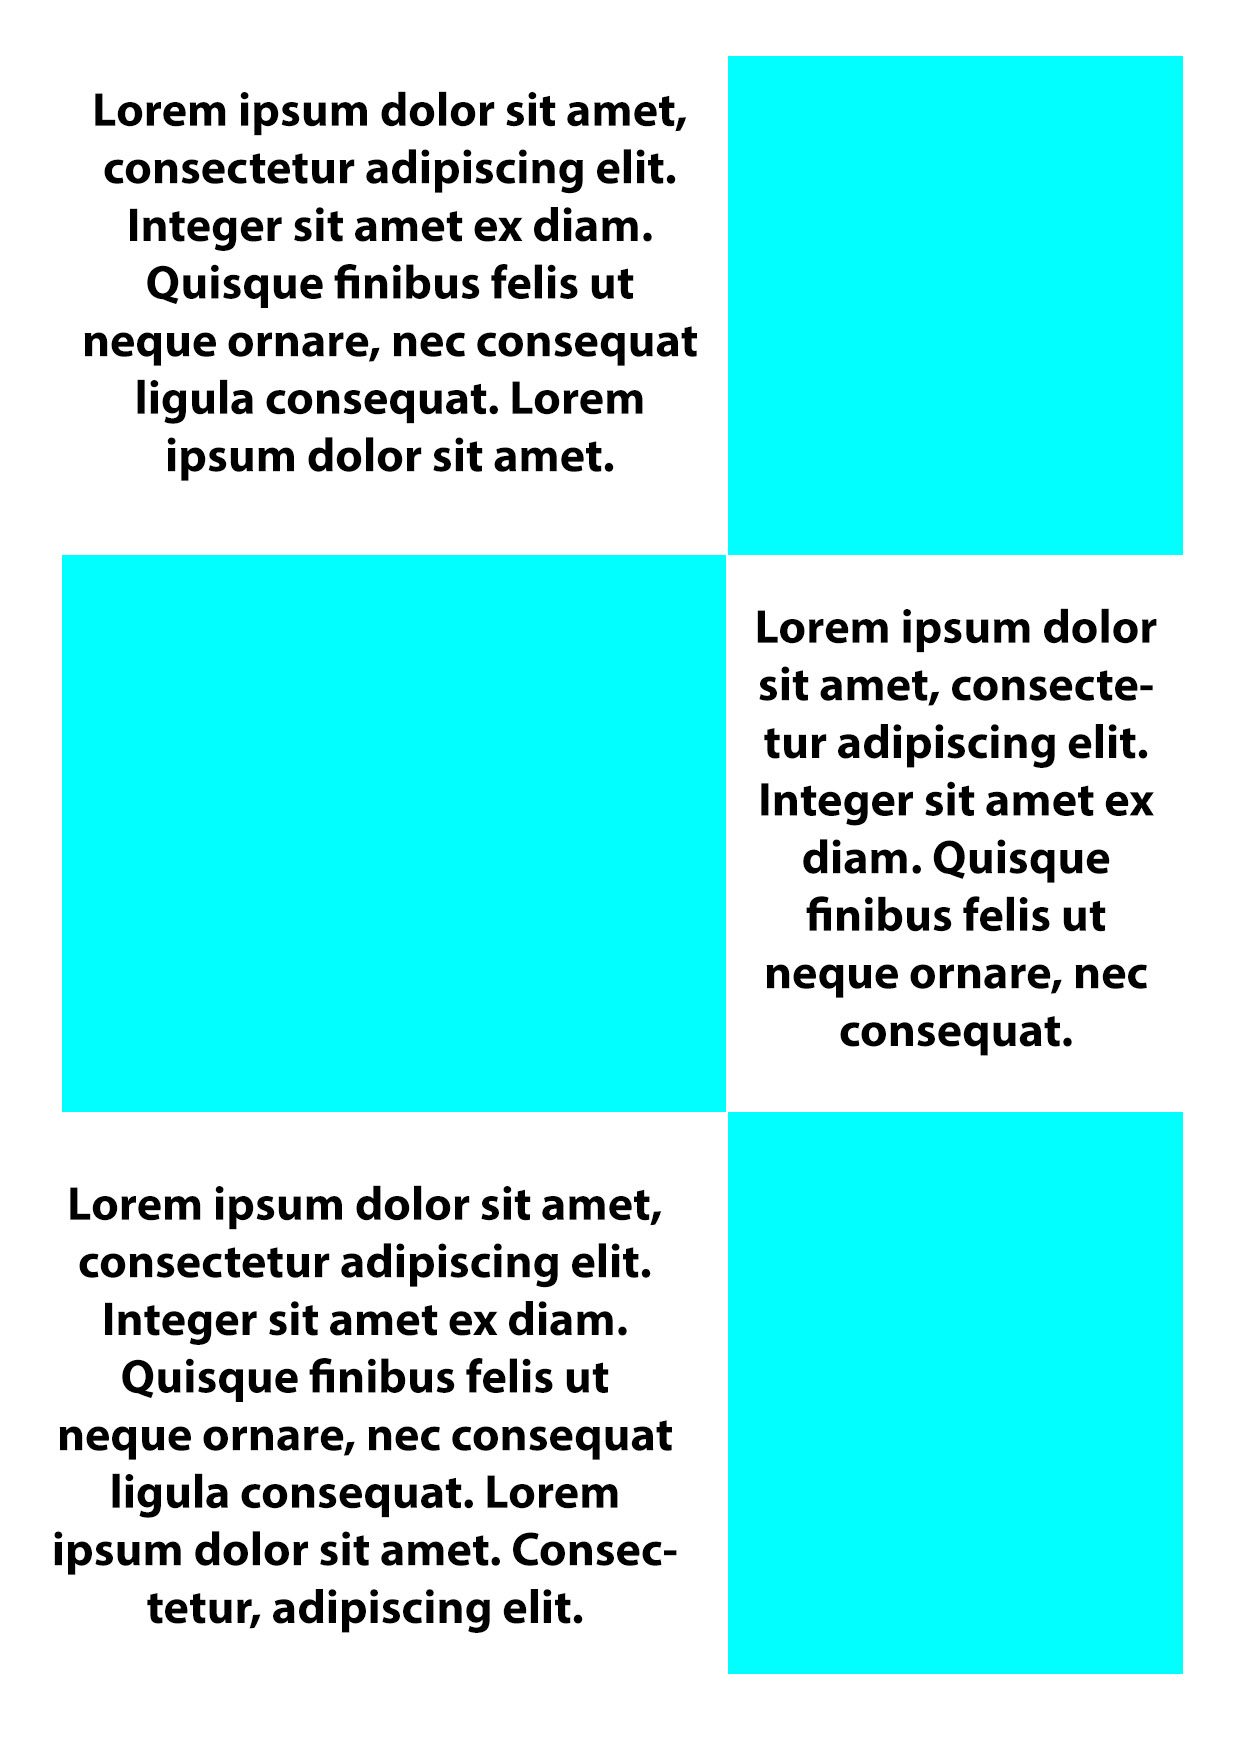 Lorem ipsum dolor sit amet,
consectetur adipiscing elit.
Integer sit amet ex diam.
Quisque finibus felis ut
neque ornare, nec consequat
ligula consequat. Lorem
ipsum dolor sit amet.
Lorem ipsum dolor
sit amet, consecte-
tur adipiscing elit.
Integer sit amet ex
diam. Quisque
finibus felis ut
neque ornare, nec
consequat.
Lorem ipsum dolor sit amet,
consectetur adipiscing elit.
Integer sit amet ex diam.
Quisque finibus felis ut
neque ornare, nec consequat
ligula consequat. Lorem
ipsum dolor sit amet. Consec-
tetur, adipiscing elit.